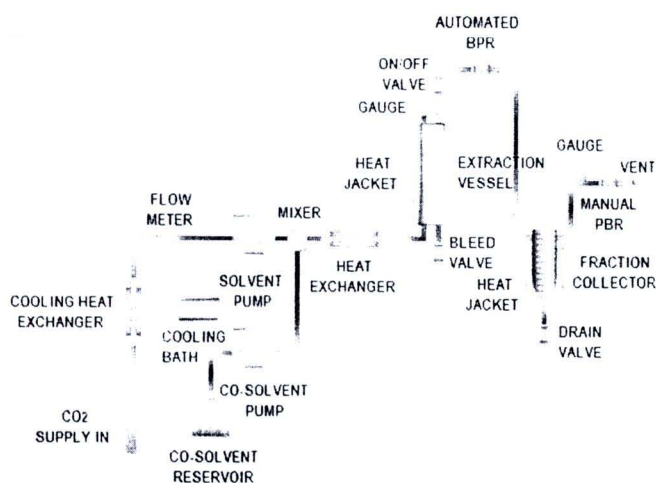 AUTOMATED
BPR
ON/OFF
VALVE
GAUGE
HEAT
JACKET
EXTRACTION
VESSEL
GAUGE
VENT
MANUAL
PBR
FLOW
METER
MIXER
BLEED
VALVE
HEAT
EXCHANGER
SOLVENT
PUMP
HEAT
JACKET
FRACTION
COLLECTOR
COOLING HEAT
EXCHANGER
COOLING
BATH
DRAIN
VALVE
CO-SOLVENT
PUMP
CO2
SUPPLY IN
CO-SOLVENT
RESERVOIR